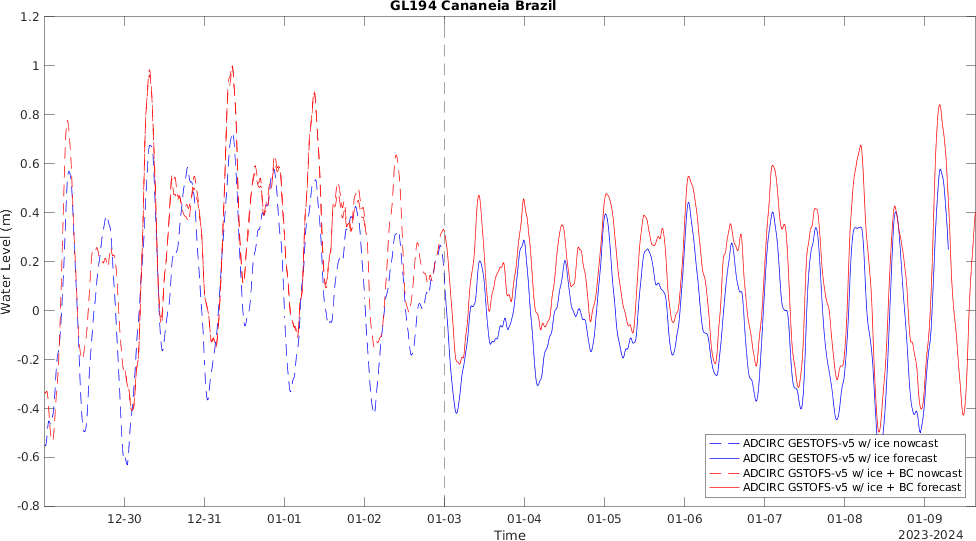 GL194 Cananeia Brazil
Water Level (m)
1.2
1
0.8
0.6
0.4
0.2
0
-0.2
-0.4
-0.6
-0.8
ADCIRC GESTOFS-v5 w/ ice nowcast
ADCIRC GESTOFS-v5 w/ ice forecast
ADCIRC GSTOFS-v5 w/ ice + BC nowcast
ADCIRC GSTOFS-v5 w/ ice + BC forecast
12-30 12-31 01-01 01-02 01-03 01-04 01-05 01-06 01-07 01-08 01-09
Time
2023-2024